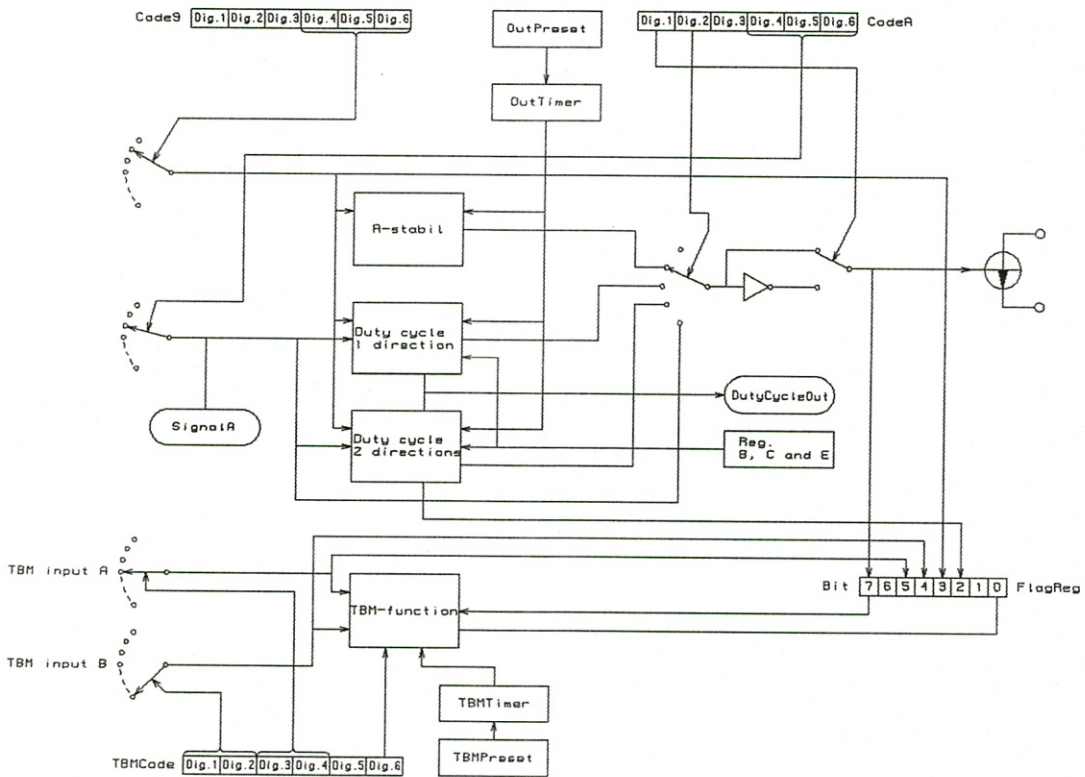 Code9 Dig.1 Dig.2 Dig.3 Dig.4 Dig.5 Dig.6
OutPreset
Dig.1 Dig.2 Dig.3 Dig.4 Dig.5 Dig.6 CodeA
OutTimer
A-stabil
Duty cycle
1 direction
DutyCycleOut
SignalA
Duty cycle
2 directions
Reg.
B, C and E
TBM input A
Bit 7 6 5 4 3 2 1 0 FlagReg
TBM-function
TBM input B
TBMTimer
TBMCode Dig.1 Dig.2 Dig.3 Dig.4 Dig.5 Dig.6
TBMPreset